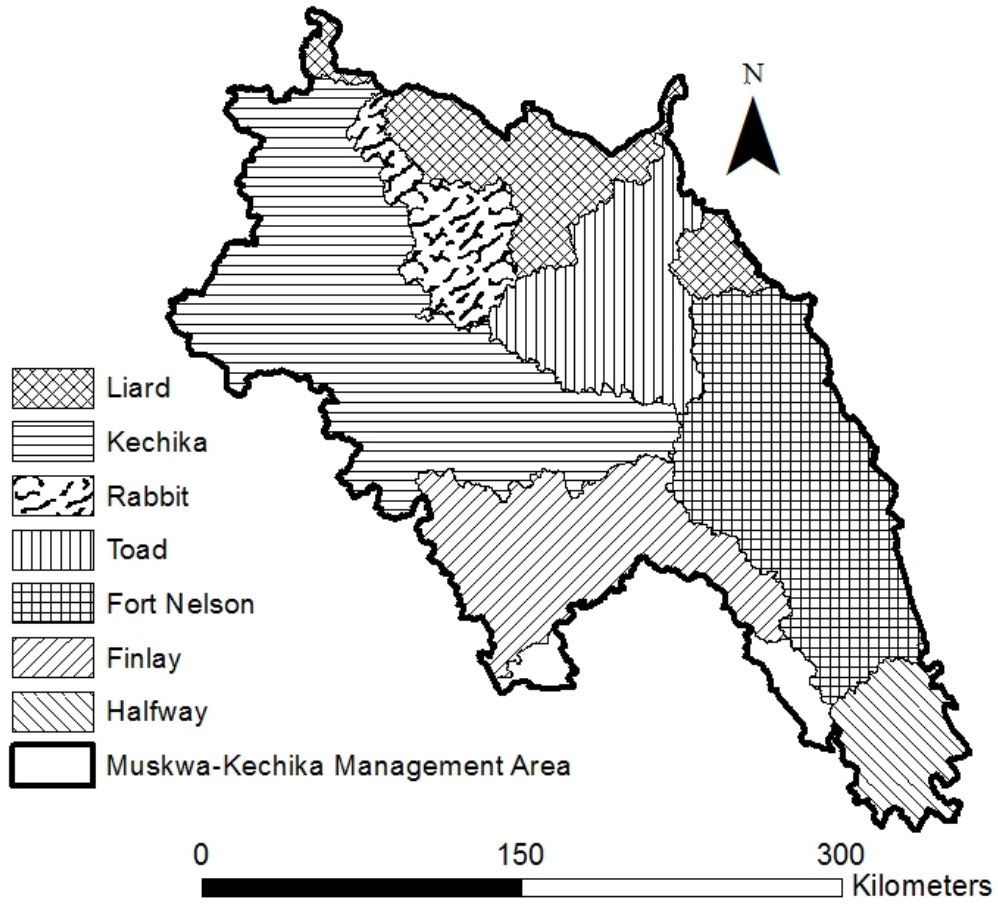 N
Liard
Kechika
Rabbit
Toad
Fort Nelson
Finlay
Halfway
Muskwa-Kechika Management Area
0 150 300
Kilometers